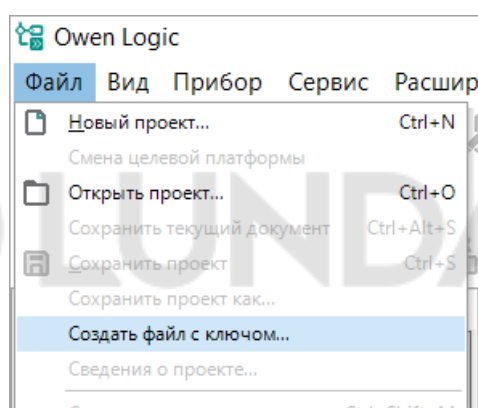 Owen Logic
Файл Вид Прибор Сервис Расшир
Новый проект... Ctrl+N
Смена целевой платформы
Открыть проект... Ctrl+O
Сохранить текущий документ Ctrl+Alt+S
Сохранить проект Ctrl+S
Сохранить проект как...
Создать файл с ключом...
Сведения о проекте...
LUNDA